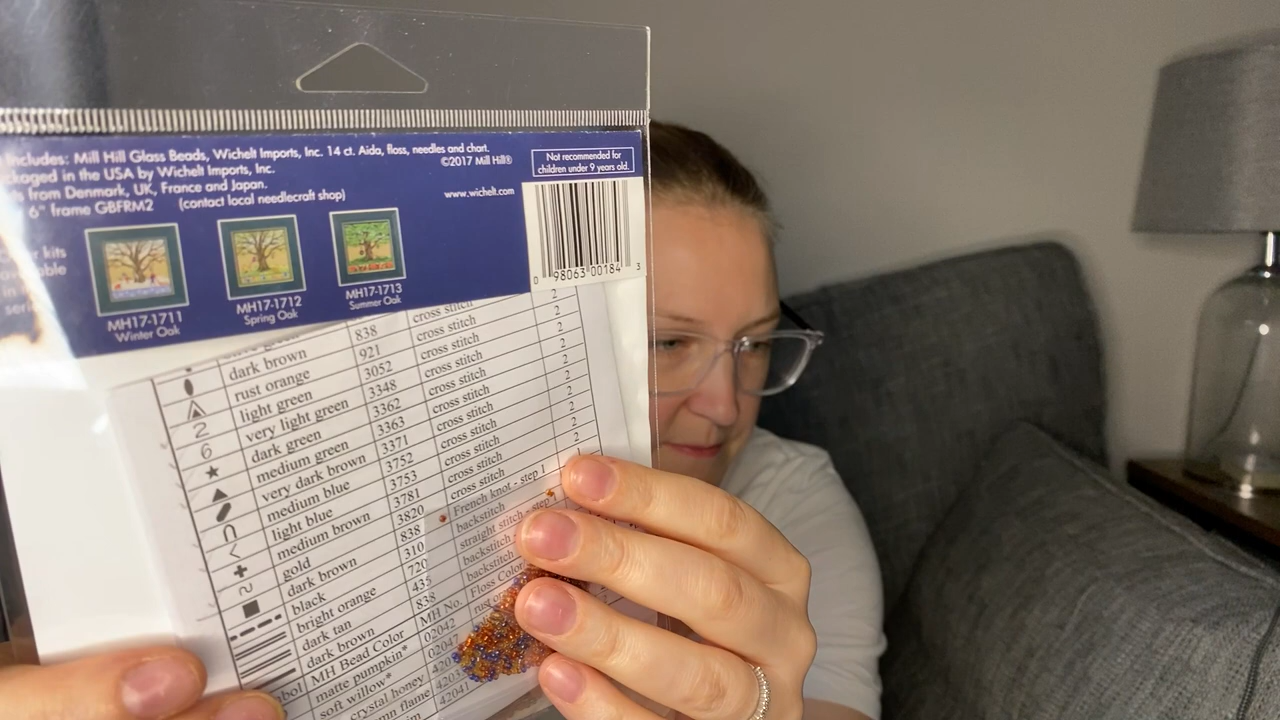 Includes: Mill Hill Glass Beads, Wichelt Imports, Inc. 14 ct. Aida, floss, needles and chart.
ckaged in the USA by Wichelt Imports, Inc.
©2017 Mill Hill®
Not recommended for
children under 9 years old.
s from Denmark, UK, France and Japan.
6" frame GBFRM2 (contact local needlecraft shop)
www.wichelt.com
kits
MH17-1711
Winter Oak
MH17-1712
Spring Oak
MH17-1713
Summer Oak
0 98063 00184 3
838 cross stitch 2
dark brown 921 cross stitch 2
rust orange 3052 cross stitch 2
light green 3348 cross stitch 2
2 very light green 3362 cross stitch 2
6 dark green 3363 cross stitch 2
medium green 3371 cross stitch 2
very dark brown 3752 cross stitch 2
medium blue 3753 cross stitch 2
light blue 3781 cross stitch
medium brown 3820 French knot - step 1
gold 838 backstitch
dark brown 310 straight stitch - step
black 720 backstitch
bright orange 435 backstitch
dark tan 838 Floss Color
dark brown MH No.
MH Bead Color 02042
matte pumpkin* 02047
soft willow*
crystal honey
flame
42041